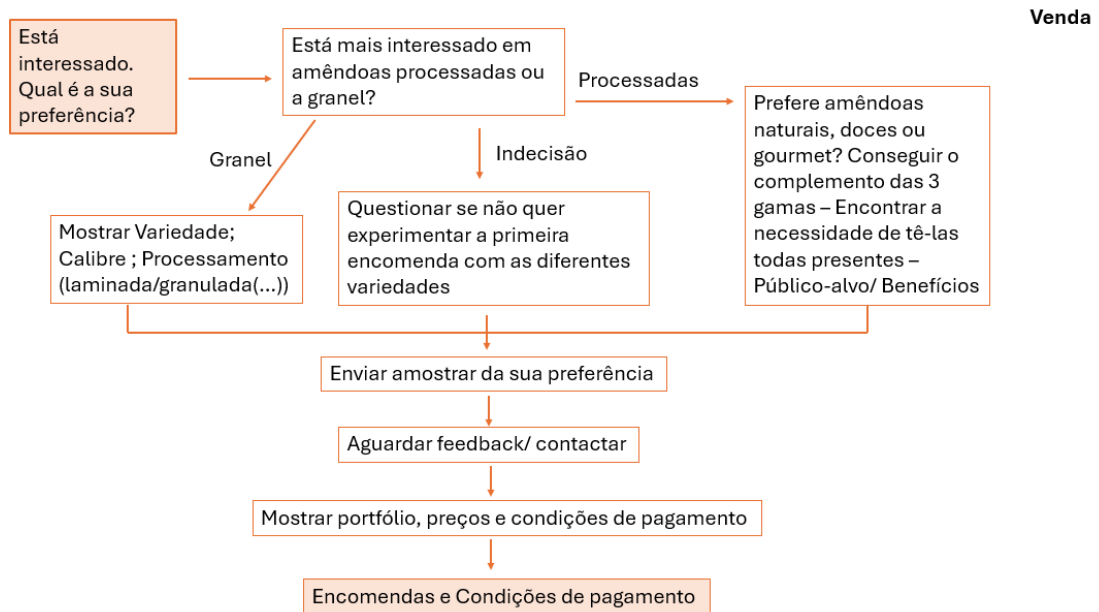 Venda
Está
interessado.
Qual é a sua
preferência?
Está mais interessado em
amêndoas processadas ou
a granel?
Processadas
Prefere amêndoas
naturais, doces ou
gourmet? Conseguir o
complemento das 3
gamas – Encontrar a
necessidade de tê-las
todas presentes –
Público-alvo/ Benefícios
Granel
Indecisão
Mostrar Variedade;
Calibre ; Processamento
(laminada/granulada(...))
Questionar se não quer
experimentar a primeira
encomenda com as diferentes
variedades
Enviar amostrar da sua preferência
Aguardar feedback/ contactar
Mostrar portfólio, preços e condições de pagamento
Encomendas e Condições de pagamento